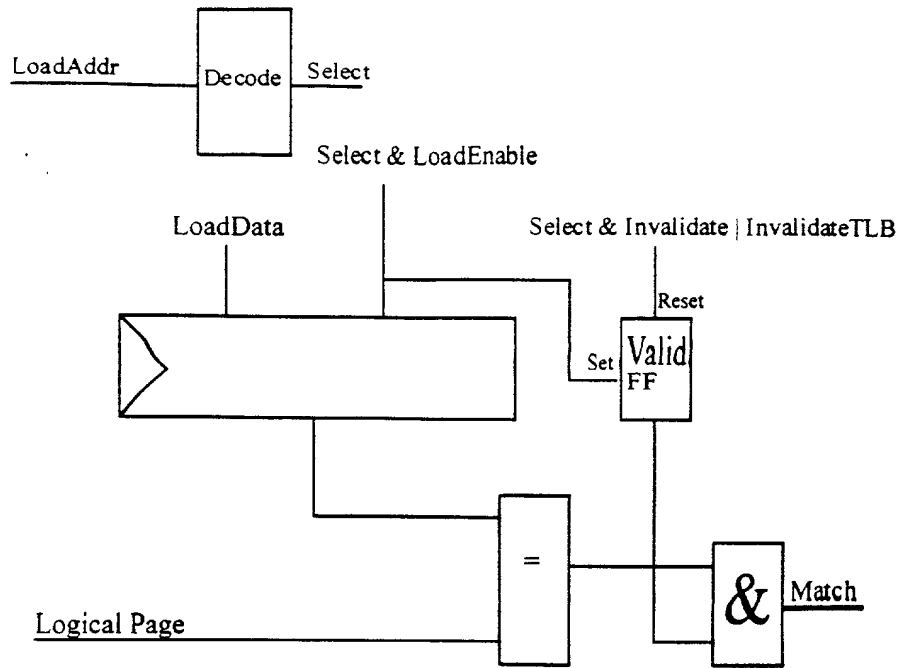 LoadAddr
Decode
Select
Select & LoadEnable
LoadData
Select & Invalidate | InvalidateTLB
Reset
Set
Valid
FF
=
&
Match
Logical Page